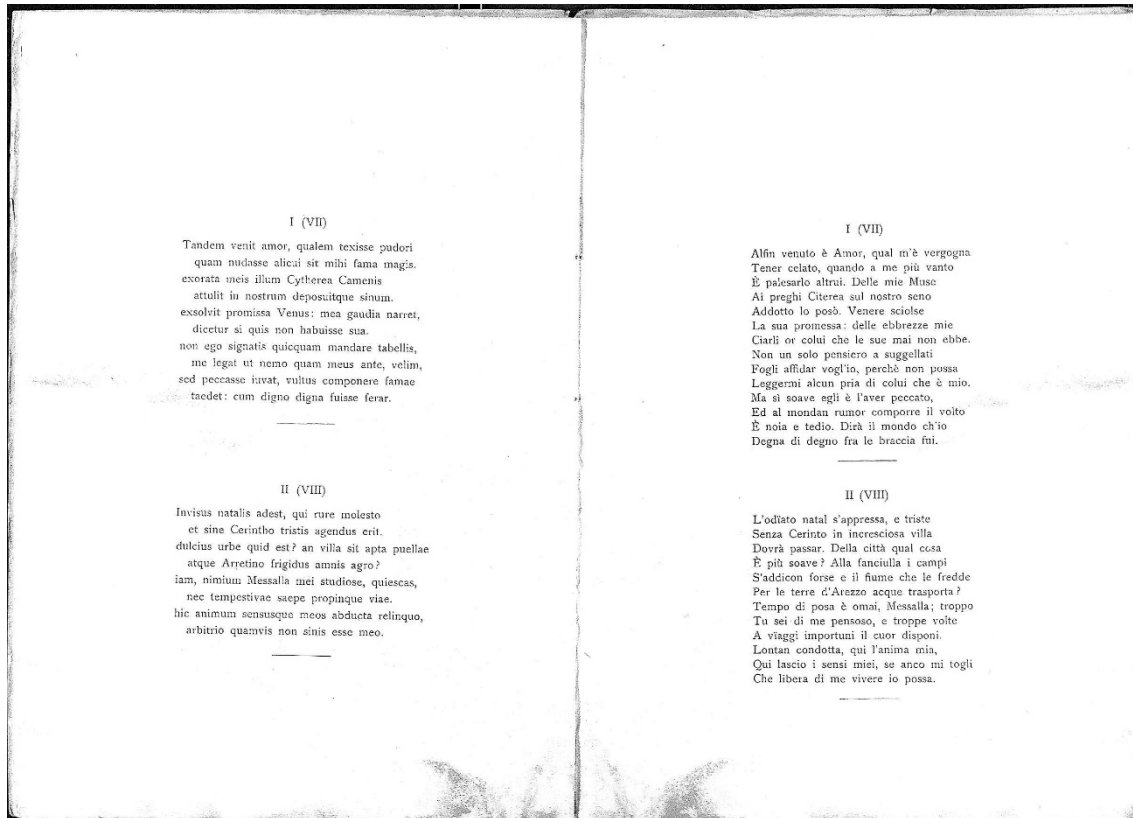 I (VII)
Tandem venit amor, qualem texisse pudori
quam nudasse alicui sit mihi fama magis.
exorata meis illum Cytherea Camenis
attulit in nostrum deposuitque sinum.
exsolvit promissa Venus: mea gaudia narret,
dicetur si quis non habuisse sua.
non ego signatis quicquam mandare tabellis,
me legat ut nemo quam meus ante, velim,
sed peccasse iuvat, vultus componere famae
taedet: cum digno digna fuisse ferar.
II (VIII)
Invisus natalis adest, qui rure molesto
et sine Cerintho tristis agendus erit.
dulcius urbe quid est? an villa sit apta puellae
atque Arretino frigidus amnis agro?
iam, nimium Messalla mei studiose, quiescas,
nec tempestivae saepe propinque viae.
hic animum sensusque meos abducta relinquo,
arbitrio quamvis non sinis esse meo.
I (VII)
Alfin venuto è Amor, qual m'è vergogna
Tener celato, quando a me più vanto
È palesarlo altrui. Delle mie Muse
Ai preghi Citerea sul nostro seno
Addotto lo posò. Venere sciolse
La sua promessa: delle ebbrezze mie
Ciarli or colui che le sue mai non ebbe.
Non un solo pensiero a suggellati
Fogli affidar vogl'io, perchè non possa
Leggermi alcun pria di colui che è mio.
Ma sì soave egli è l'aver peccato,
Ed al mondan rumor comporre il volto
È noia e tedio. Dirà il mondo ch'io
Degna di degno fra le braccia fui.
II (VIII)
L'odïato natal s'appressa, e triste
Senza Cerinto in incresciosa villa
Dovrà passar. Della città qual cosa
È più soave? Alla fanciulla i campi
S'addicon forse e il fiume che le fredde
Per le terre d'Arezzo acque trasporta?
Tempo di posa è omai, Messalla; troppo
Tu sei di me pensoso, e troppe volte
A vïaggi importuni il cuor disponi.
Lontan condotta, qui l'anima mia,
Qui lascio i sensi miei, se anco mi togli
Che libera di me vivere io possa.